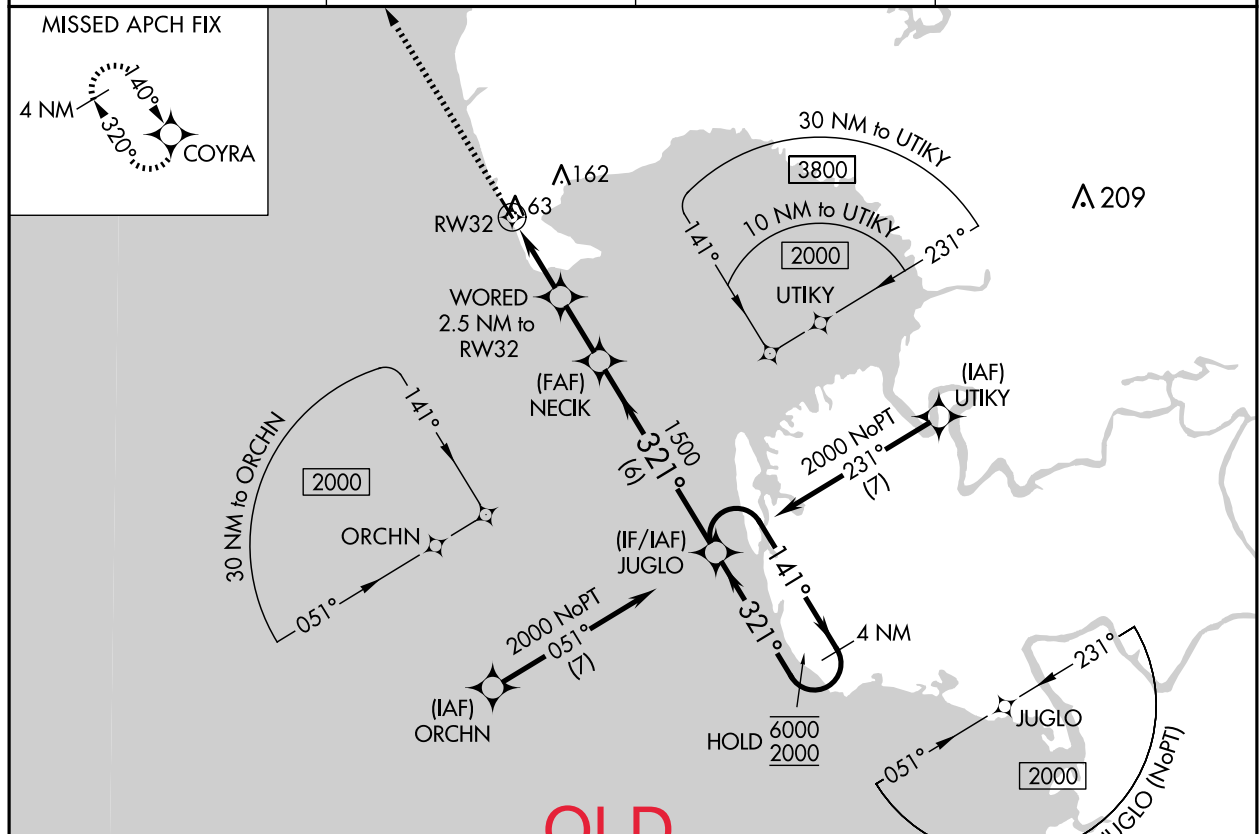 MISSED APCH FIX
140°
4 NM
320°
COYRA
162
63
RW32
WORED
2.5 NM to
RW32
(FAF)
NECIK
30 NM to UTIKY
3800
10 NM to UTIKY
141°
2000
231°
UTIKY
209
(IAF)
UTIKY
2000 NoPT
231°
(7)
30 NM to ORCHN
141°
2000
ORCHN
051°
1500
321°
(6)
(IF/IAF)
JUGLO
141°
321°
4 NM
HOLD
6000
2000
2000 NoPT
051°
(7)
(IAF)
ORCHN
231°
JUGLO
051°
2000
JUGLO (NoPT)
OLD